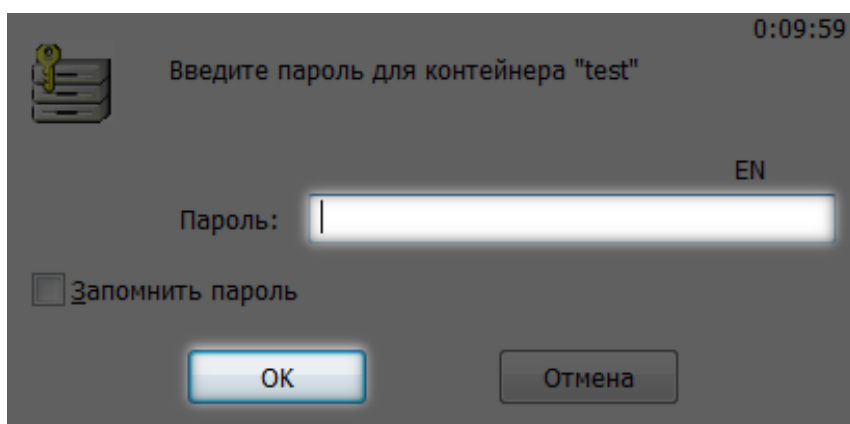 0:09:59
Введите пароль для контейнера "test"
EN
Пароль:
Запомнить пароль
OK
Отмена